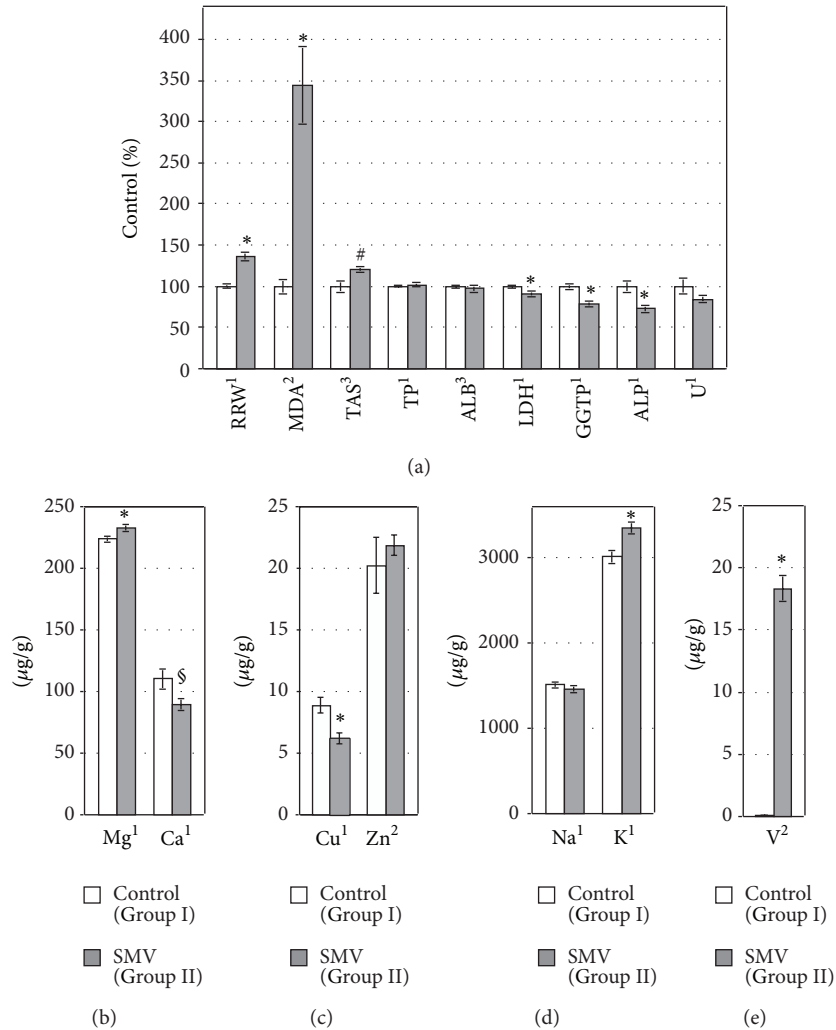 400
350
300
250
200
150
100
50
0
Control (%)
*
*
#
*
*
*
RRW¹
MDA²
TAS³
TP¹
ALB³
LDH¹
GGTP¹
ALP¹
U¹
(a)
250
200
150
100
50
0
(µg/g)
*
§
Mg¹ Ca¹
Control
(Group I)
SMV
(Group II)
(b)
25
20
15
10
5
0
(µg/g)
*
Cu¹ Zn²
Control
(Group I)
SMV
(Group II)
(c)
3000
2000
1000
0
(µg/g)
*
Na¹ K¹
Control
(Group I)
SMV
(Group II)
(d)
25
20
15
10
5
0
(µg/g)
*
V²
Control
(Group I)
SMV
(Group II)
(e)